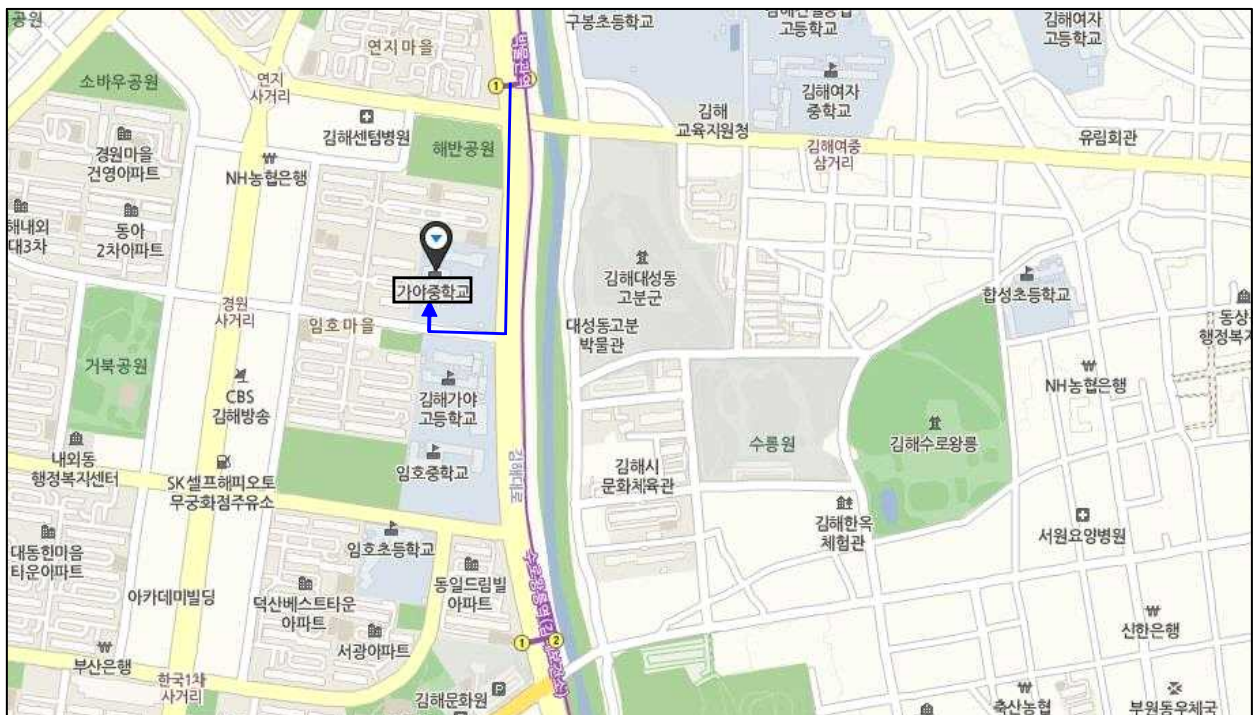 공원
연지마을
소바우공원
연지
사거리
경원마을
건영아파트
NH농협은행
김해센텀병원
해반공원
박물관역
1
구봉초등학교
고등학교
김해여자
고등학교
김해여자
중학교
김해
교육지원청
김해여중
삼거리
유림회관
해내외
대3차
동아
2차아파트
가야중학교
경원
사거리
임호마을
김해대성동
고분군
대성동고분
박물관
합성초등학교
동상
행정복지
거북공원
CBS
김해방송
김해가야
고등학교
임호중학교
NH농협은행
수릉원
김해수로왕릉
내외동
행정복지센터
SK셀프해피오토
무궁화점주유소
김해대로
김해시
문화체육관
김해한옥
체험관
서원요양병원
대동한마음
타운아파트
임호초등학교
아카데미빌딩
덕산베스트타운
아파트
동일드림빌
아파트
서광아파트
수로왕릉역
1
2
신한은행
부산은행
한국1차
사거리
김해문화원
P
축산농협
부원동우체국